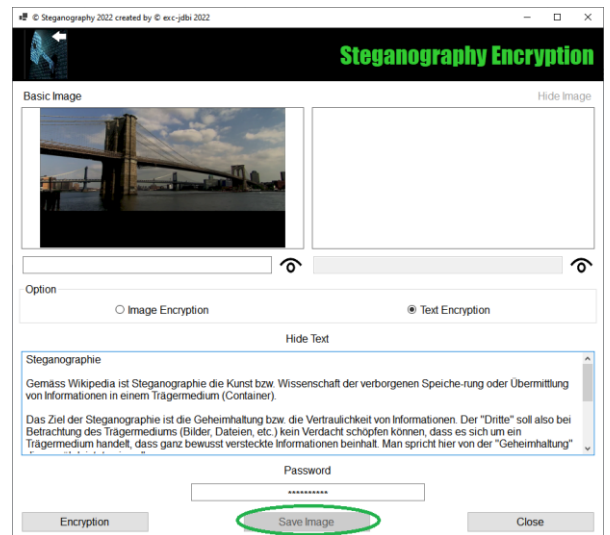 © Steganography 2022 created by © exc-jdbi 2022
Steganography Encryption
Basic Image
Hide Image
Option
Image Encryption
Text Encryption
Hide Text
Steganographie
Gemäss Wikipedia ist Steganographie die Kunst bzw. Wissenschaft der verborgenen Speiche-rung oder Übermittlung
von Informationen in einem Trägermedium (Container).
Das Ziel der Steganographie ist die Geheimhaltung bzw. die Vertraulichkeit von Informationen. Der "Dritte" soll also bei
Betrachtung des Trägermediums (Bilder, Dateien, etc.) kein Verdacht schöpfen können, dass es sich um ein
Trägermedium handelt, dass ganz bewusst versteckte Informationen beinhalt. Man spricht hier von der "Geheimhaltung"
Password
**********
Encryption
Save Image
Close